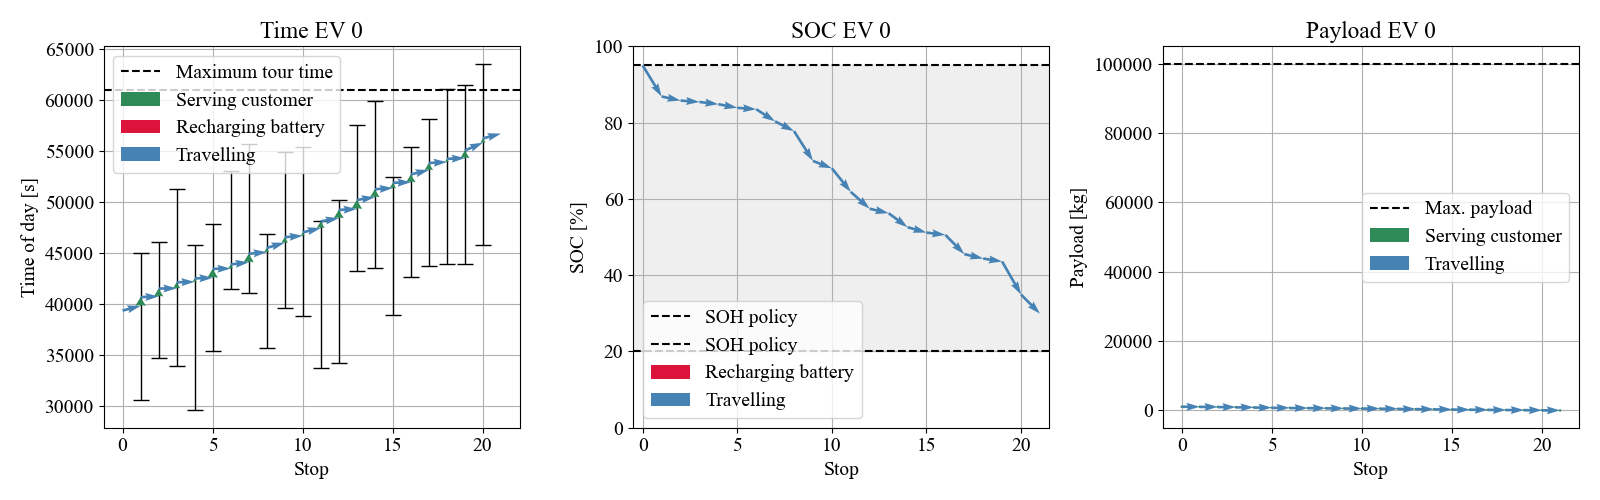 Time EV 0
65000
60000
55000
50000
45000
40000
35000
30000
Time of day [s]
Maximum tour time
Serving customer
Recharging battery
Travelling
0
5
10
15
20
Stop
SOC EV 0
100
80
60
40
20
0
SOC [%]
SOH policy
SOH policy
Recharging battery
Travelling
0
5
10
15
20
Stop
Payload EV 0
100000
80000
60000
40000
20000
0
Payload [kg]
Max. payload
Serving customer
Travelling
0
5
10
15
20
Stop